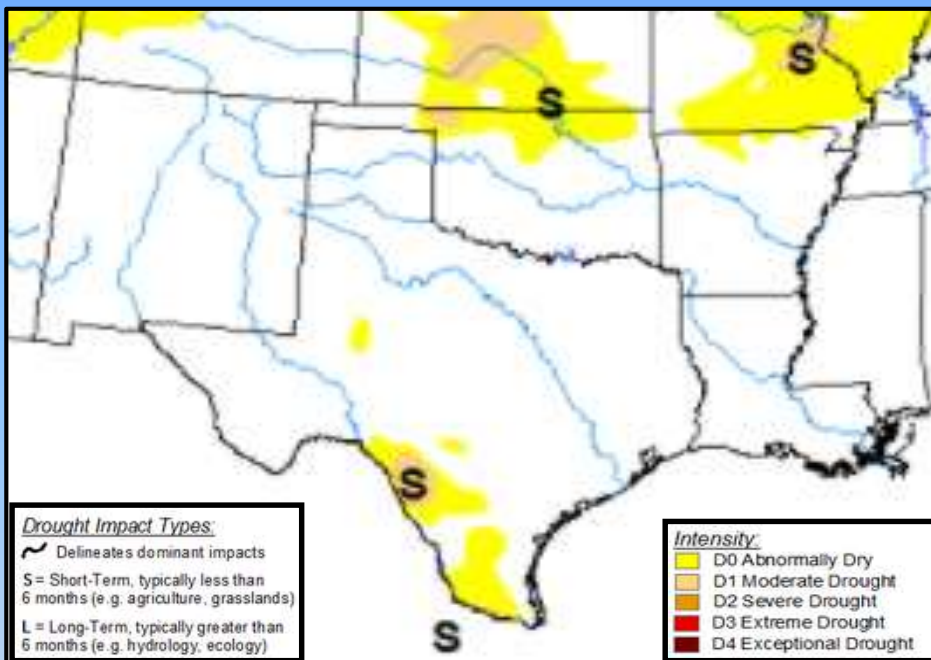 S
S
S
S
Drought Impact Types:
Delineates dominant impacts
S = Short-Term, typically less than
6 months (e.g. agriculture, grasslands)
L = Long-Term, typically greater than
6 months (e.g. hydrology, ecology)
Intensity:
D0 Abnormally Dry
D1 Moderate Drought
D2 Severe Drought
D3 Extreme Drought
D4 Exceptional Drought